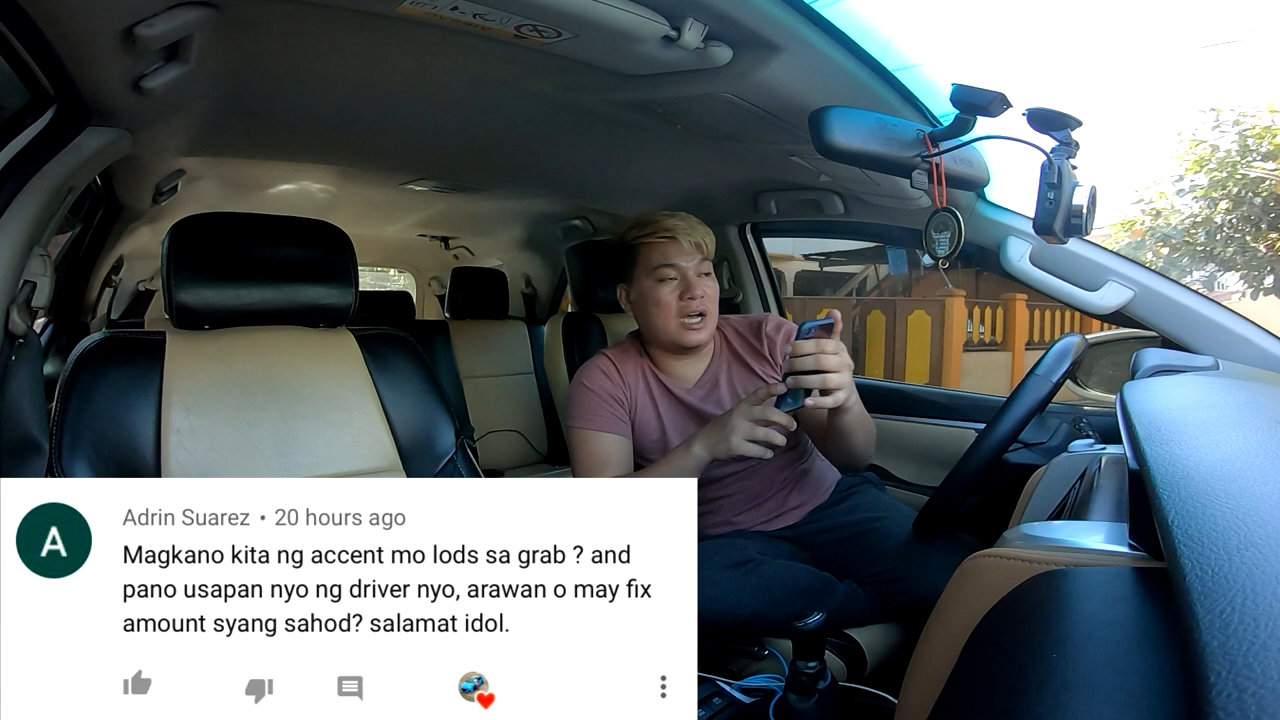 A
Adrin Suarez • 20 hours ago
Magkano kita ng accent mo lods sa grab ? and
pano usapan nyo ng driver nyo, arawan o may fix
amount syang sahod? salamat idol.